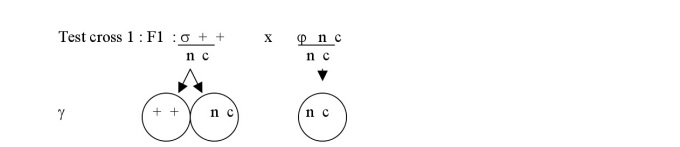 Test cross 1 : F1 : σ + + x φ n c
n c n c
γ + + n c n c